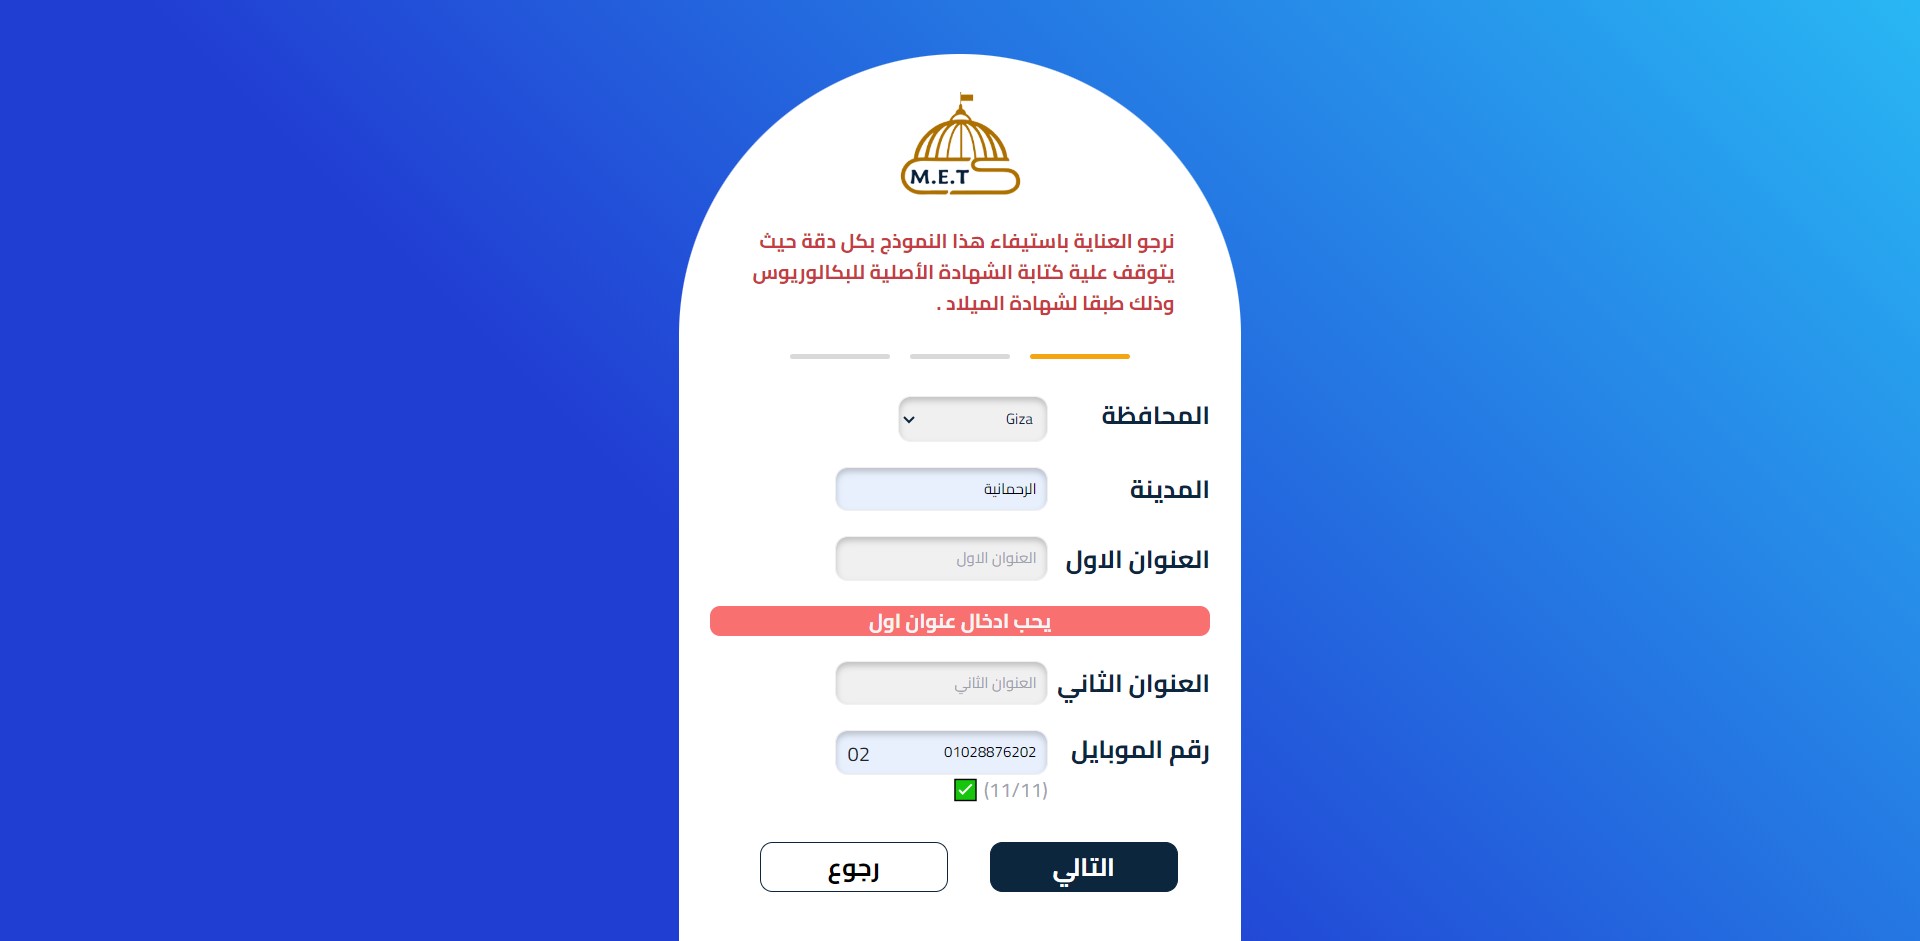 M.E.T
نرجو العناية باستيفاء هذا النموذج بكل دقة حيث
يتوقف علية كتابة الشهادة الأصلية للبكالوريوس
وذلك طبقا لشهادة الميلاد .
المحافظة
Giza
المدينة
الرحمانية
العنوان الاول
العنوان الاول
يحب ادخال عنوان اول
العنوان الثاني
العنوان الثاني
رقم الموبايل
01028876202
02
(11/11)
التالي
رجوع